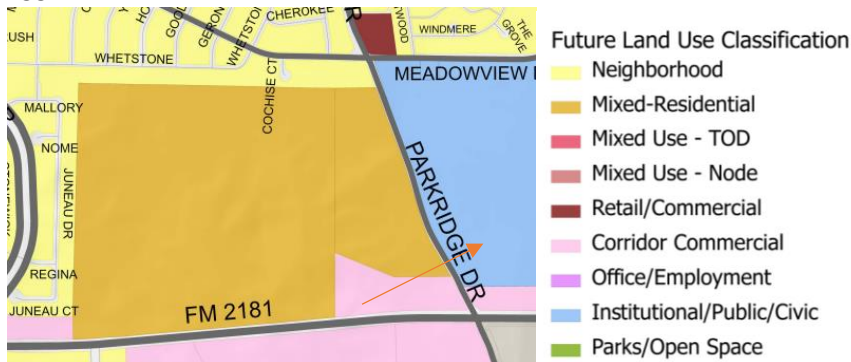 CHEROKEE
WINDMERE
THE
GROVE
RUSH
WHETSTONE
MEADOWVIEW
COCHISE CT
MALLORY
NOME
JUNEAU DR
PARKRIDGE DR
REGINA
JUNEAU CT
FM 2181
Future Land Use Classification
Neighborhood
Mixed-Residential
Mixed Use - TOD
Mixed Use - Node
Retail/Commercial
Corridor Commercial
Office/Employment
Institutional/Public/Civic
Parks/Open Space